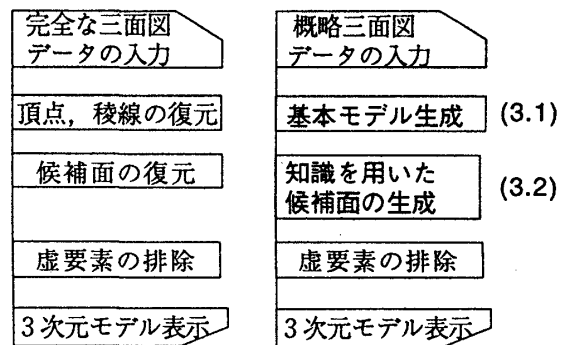 完全な三面図
データの入力
頂点，稜線の復元
候補面の復元
虚要素の排除
3次元モデル表示
概略三面図
データの入力
基本モデル生成 (3.1)
知識を用いた
候補面の生成 (3.2)
虚要素の排除
3次元モデル表示